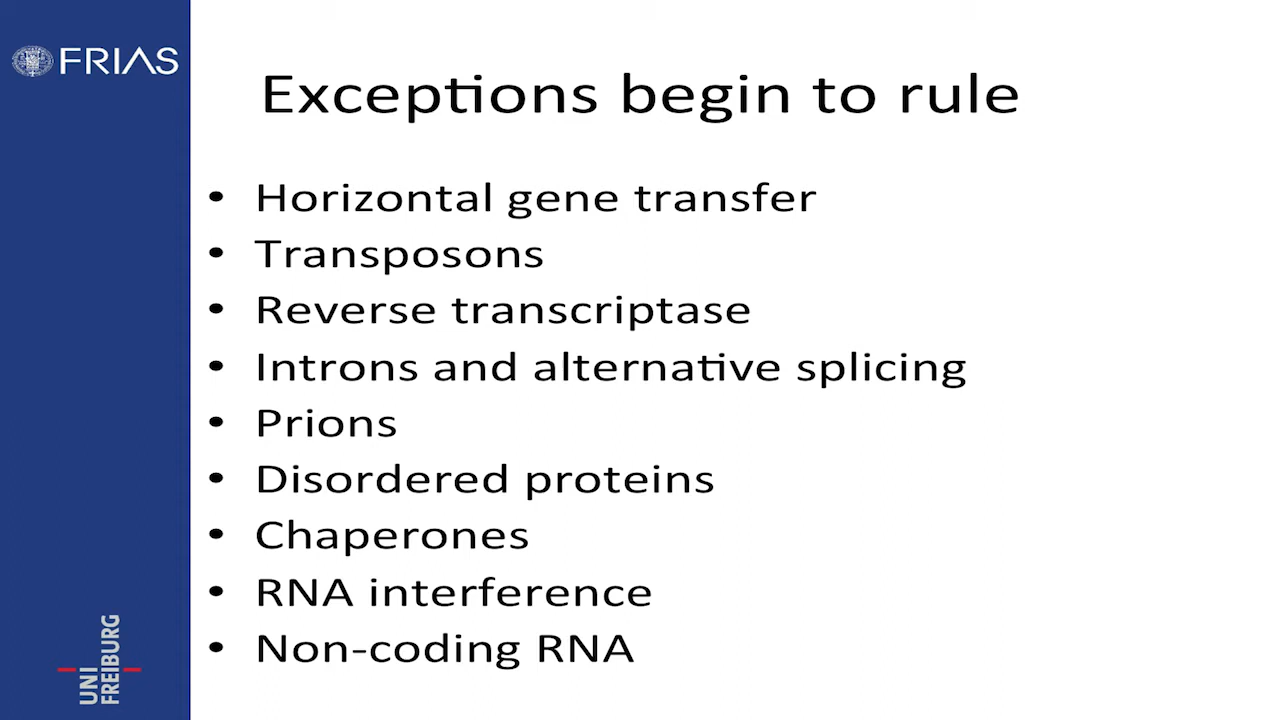 FRIAS
Exceptions begin to rule
• Horizontal gene transfer
• Transposons
• Reverse transcriptase
• Introns and alternative splicing
• Prions
• Disordered proteins
• Chaperones
• RNA interference
• Non-coding RNA
UNI
FREIBURG